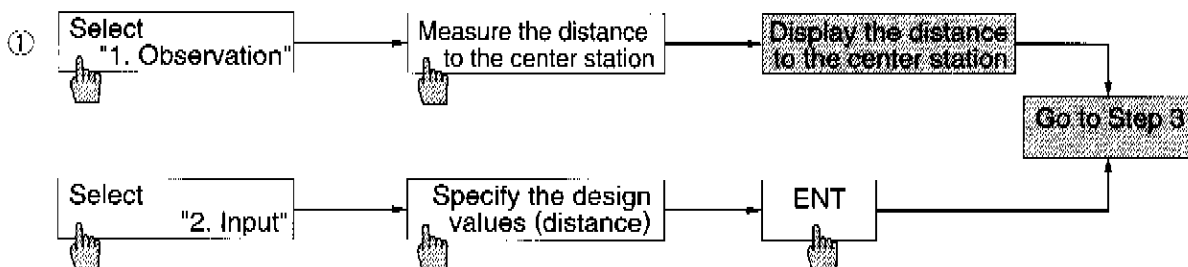 ①
Select
"1. Observation"
Measure the distance
to the center station
Display the distance
to the center station
Go to Step 3
Select
"2. Input"
Specify the design
values (distance)
ENT